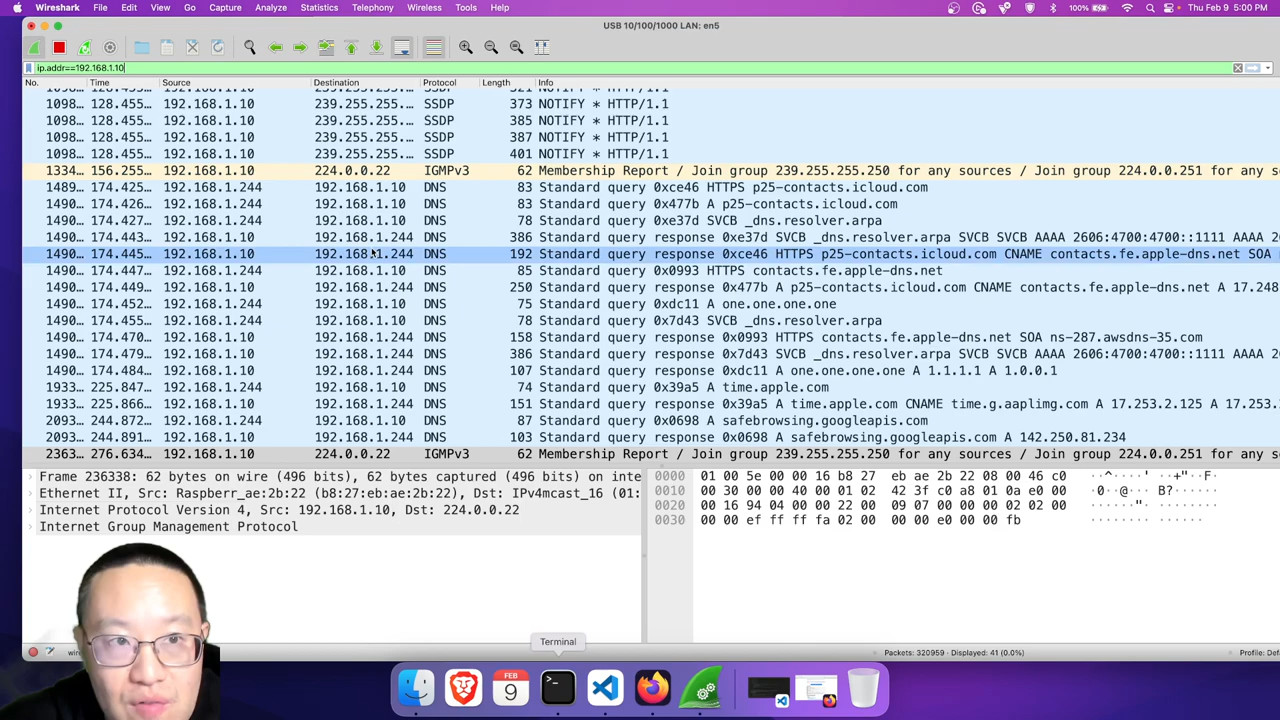 Wireshark File Edit View Go Capture Analyze Statistics Telephony Wireless Tools Help 100% Thu Feb 9 5:00 PM
USB 10/100/1000 LAN: en5
ip.addr==192.168.1.10
No. Time Source Destination Protocol Length Info
1098… 128.455… 192.168.1.10 239.255.255.… SSDP 373 NOTIFY * HTTP/1.1
1098… 128.455… 192.168.1.10 239.255.255.… SSDP 385 NOTIFY * HTTP/1.1
1098… 128.455… 192.168.1.10 239.255.255.… SSDP 387 NOTIFY * HTTP/1.1
1098… 128.455… 192.168.1.10 239.255.255.… SSDP 401 NOTIFY * HTTP/1.1
1334… 156.255… 192.168.1.10 224.0.0.22 IGMPv3 62 Membership Report / Join group 239.255.255.250 for any sources / Join group 224.0.0.251 for any s
1489… 174.425… 192.168.1.244 192.168.1.10 DNS 83 Standard query 0xce46 HTTPS p25-contacts.icloud.com
1490… 174.426… 192.168.1.244 192.168.1.10 DNS 83 Standard query 0x477b A p25-contacts.icloud.com
1490… 174.427… 192.168.1.244 192.168.1.10 DNS 78 Standard query 0xe37d SVCB _dns.resolver.arpa
1490… 174.443… 192.168.1.10 192.168.1.244 DNS 386 Standard query response 0xe37d SVCB _dns.resolver.arpa SVCB SVCB AAAA 2606:4700:4700::1111 AAAA 2
1490… 174.445… 192.168.1.10 192.168.1.244 DNS 192 Standard query response 0xce46 HTTPS p25-contacts.icloud.com CNAME contacts.fe.apple-dns.net SOA
1490… 174.447… 192.168.1.244 192.168.1.10 DNS 85 Standard query 0x0993 HTTPS contacts.fe.apple-dns.net
1490… 174.449… 192.168.1.10 192.168.1.244 DNS 250 Standard query response 0x477b A p25-contacts.icloud.com CNAME contacts.fe.apple-dns.net A 17.248
1490… 174.452… 192.168.1.244 192.168.1.10 DNS 75 Standard query 0xdc11 A one.one.one.one
1490… 174.452… 192.168.1.244 192.168.1.10 DNS 78 Standard query 0x7d43 SVCB _dns.resolver.arpa
1490… 174.470… 192.168.1.10 192.168.1.244 DNS 158 Standard query response 0x0993 HTTPS contacts.fe.apple-dns.net SOA ns-287.awsdns-35.com
1490… 174.471… 192.168.1.10 192.168.1.244 DNS 386 Standard query response 0x7d43 SVCB _dns.resolver.arpa SVCB SVCB AAAA 2606:4700:4700::1111 AAAA 2
1490… 174.484… 192.168.1.10 192.168.1.244 DNS 107 Standard query response 0xdc11 A one.one.one.one A 1.1.1.1 A 1.0.0.1
1933… 225.847… 192.168.1.244 192.168.1.10 DNS 74 Standard query 0x39a5 A time.apple.com
1933… 225.866… 192.168.1.10 192.168.1.244 DNS 151 Standard query response 0x39a5 A time.apple.com CNAME time.g.aaplimg.com A 17.253.2.125 A 17.253.
2093… 244.872… 192.168.1.244 192.168.1.10 DNS 87 Standard query 0x0698 A safebrowsing.googleapis.com
2093… 244.891… 192.168.1.10 192.168.1.244 DNS 103 Standard query response 0x0698 A safebrowsing.googleapis.com A 142.250.81.234
2363… 276.634… 192.168.1.10 224.0.0.22 IGMPv3 62 Membership Report / Join group 239.255.255.250 for any sources / Join group 224.0.0.251 for any s
Frame 236338: 62 bytes on wire (496 bits), 62 bytes captured (496 bits) on inte
Ethernet II, Src: Raspberr_ae:2b:22 (b8:27:eb:ae:2b:22), Dst: IPv4mcast_16 (01:
Internet Protocol Version 4, Src: 192.168.1.10, Dst: 224.0.0.22
Internet Group Management Protocol
0000 01 00 5e 00 00 16 b8 27 eb ae 2b 22 08 00 46 c0 ··^····' ··+"··F·
0010 00 30 00 00 40 00 01 02 42 3f c0 a8 01 0a e0 00 ·0··@··· B?······
0020 00 16 94 04 00 00 22 00 09 07 00 00 00 02 02 00 ······"· ········
0030 00 00 ef ff ff fa 02 00 00 00 e0 00 00 fb ········ ······
Terminal
Packets: 320959 · Displayed: 41 (0.0%)
Profile: Def
FEB
9